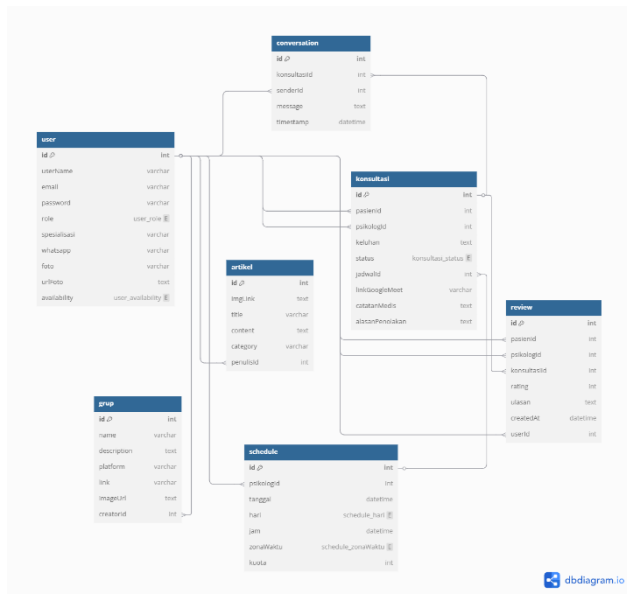 conversation
id int
konsultasiId int
senderId int
message text
timestamp datetime
user
id int
userName varchar
email varchar
password varchar
role user_role E
spesialisasi varchar
whatsapp varchar
foto varchar
urlFoto text
availability user_availability E
konsultasi
id int
pasienId int
psikologId int
keluhan text
status konsultasi_status E
jadwalId int
linkGoogleMeet varchar
catatanMedis text
alasanPenolakan text
artikel
id int
imgLink text
title varchar
content text
category varchar
penulisId int
review
id int
pasienId int
psikologId int
konsultasiId int
rating int
ulasan text
createdAt datetime
userId int
grup
id int
name varchar
description text
platform varchar
link varchar
imageUrl text
creatorId int
schedule
id int
psikologId int
tanggal datetime
hari schedule_hari E
jam datetime
zonaWaktu schedule_zonaWaktu E
kuota int
dbdiagram.io